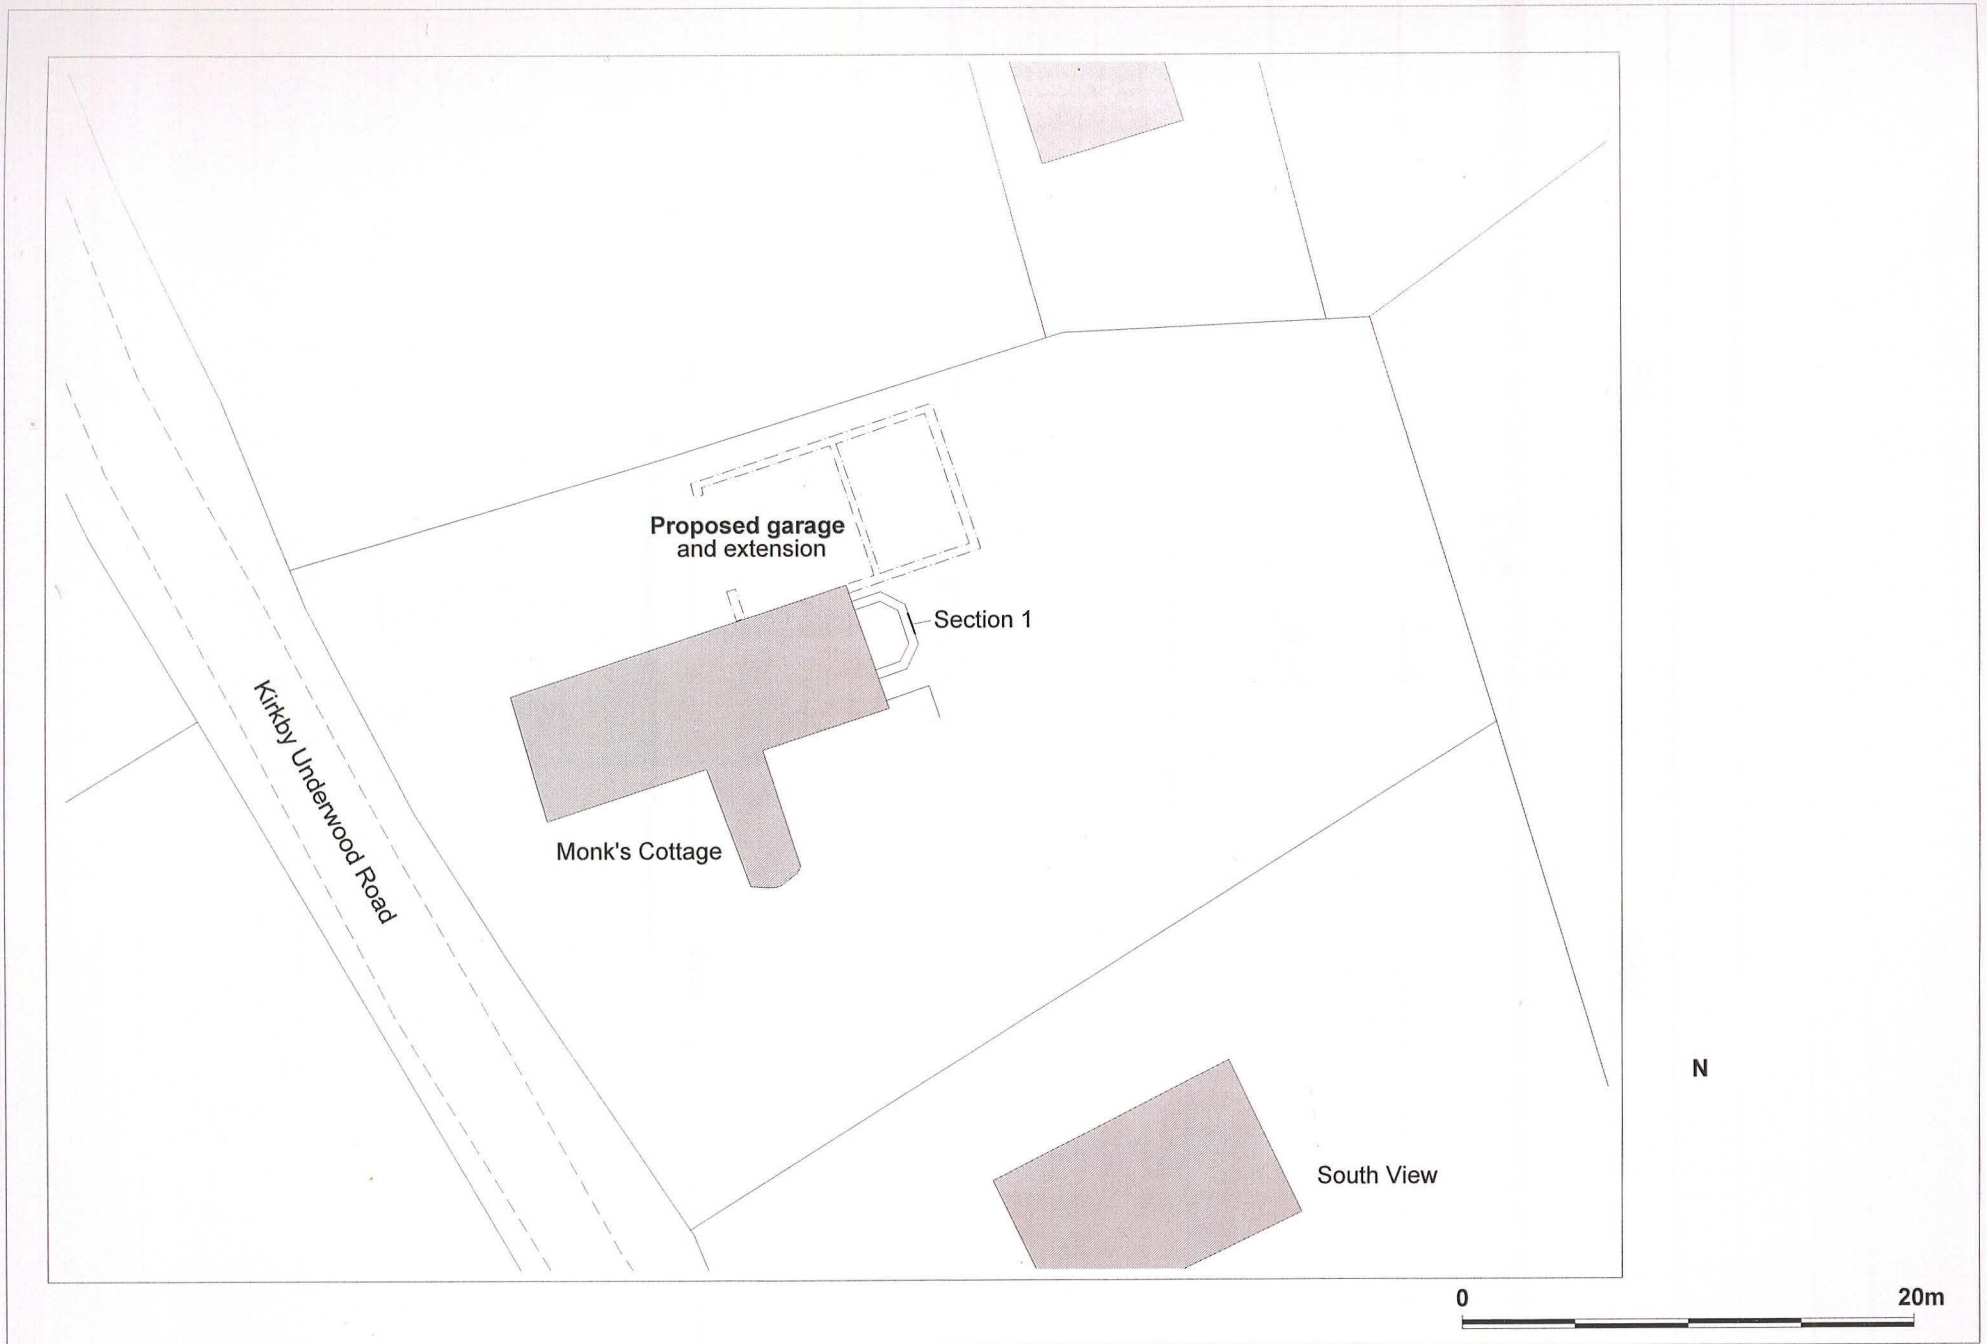 Proposed garage
and extension
Section 1
Kirkby Underwood Road
Monk's Cottage
N
South View
0 20m